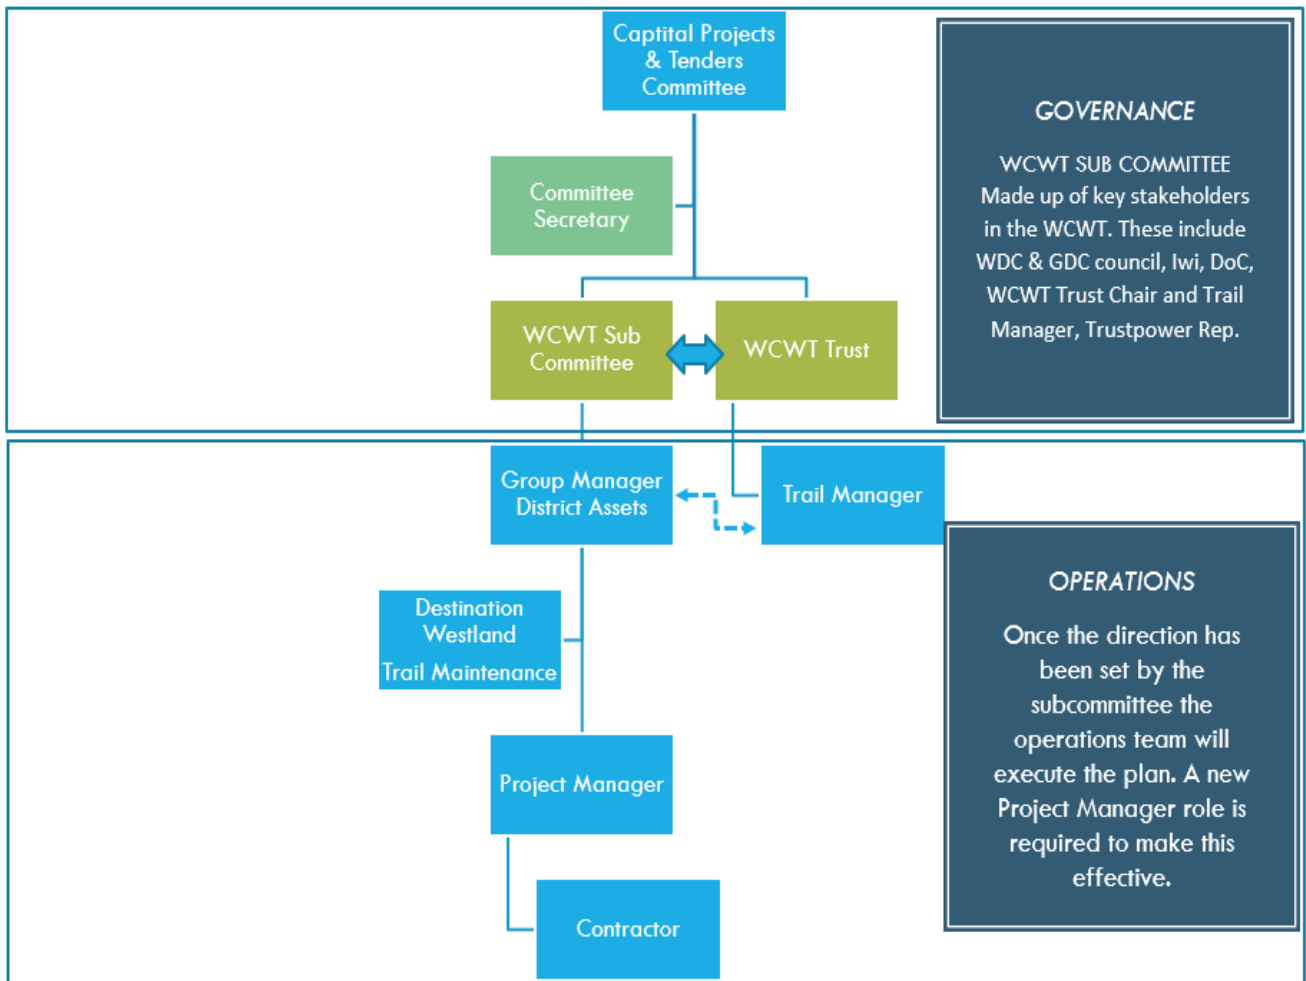 Captital Projects
& Tenders
Committee
GOVERNANCE
WCWT SUB COMMITTEE
Made up of key stakeholders
in the WCWT. These include
WDC & GDC council, Iwi, DoC,
WCWT Trust Chair and Trail
Manager, Trustpower Rep.
Committee
Secretary
WCWT Sub
Committee
WCWT Trust
Group Manager
District Assets
Trail Manager
OPERATIONS
Once the direction has
been set by the
subcommittee the
operations team will
execute the plan. A new
Project Manager role is
required to make this
effective.
Destination
Westland
Trail Maintenance
Project Manager
Contractor